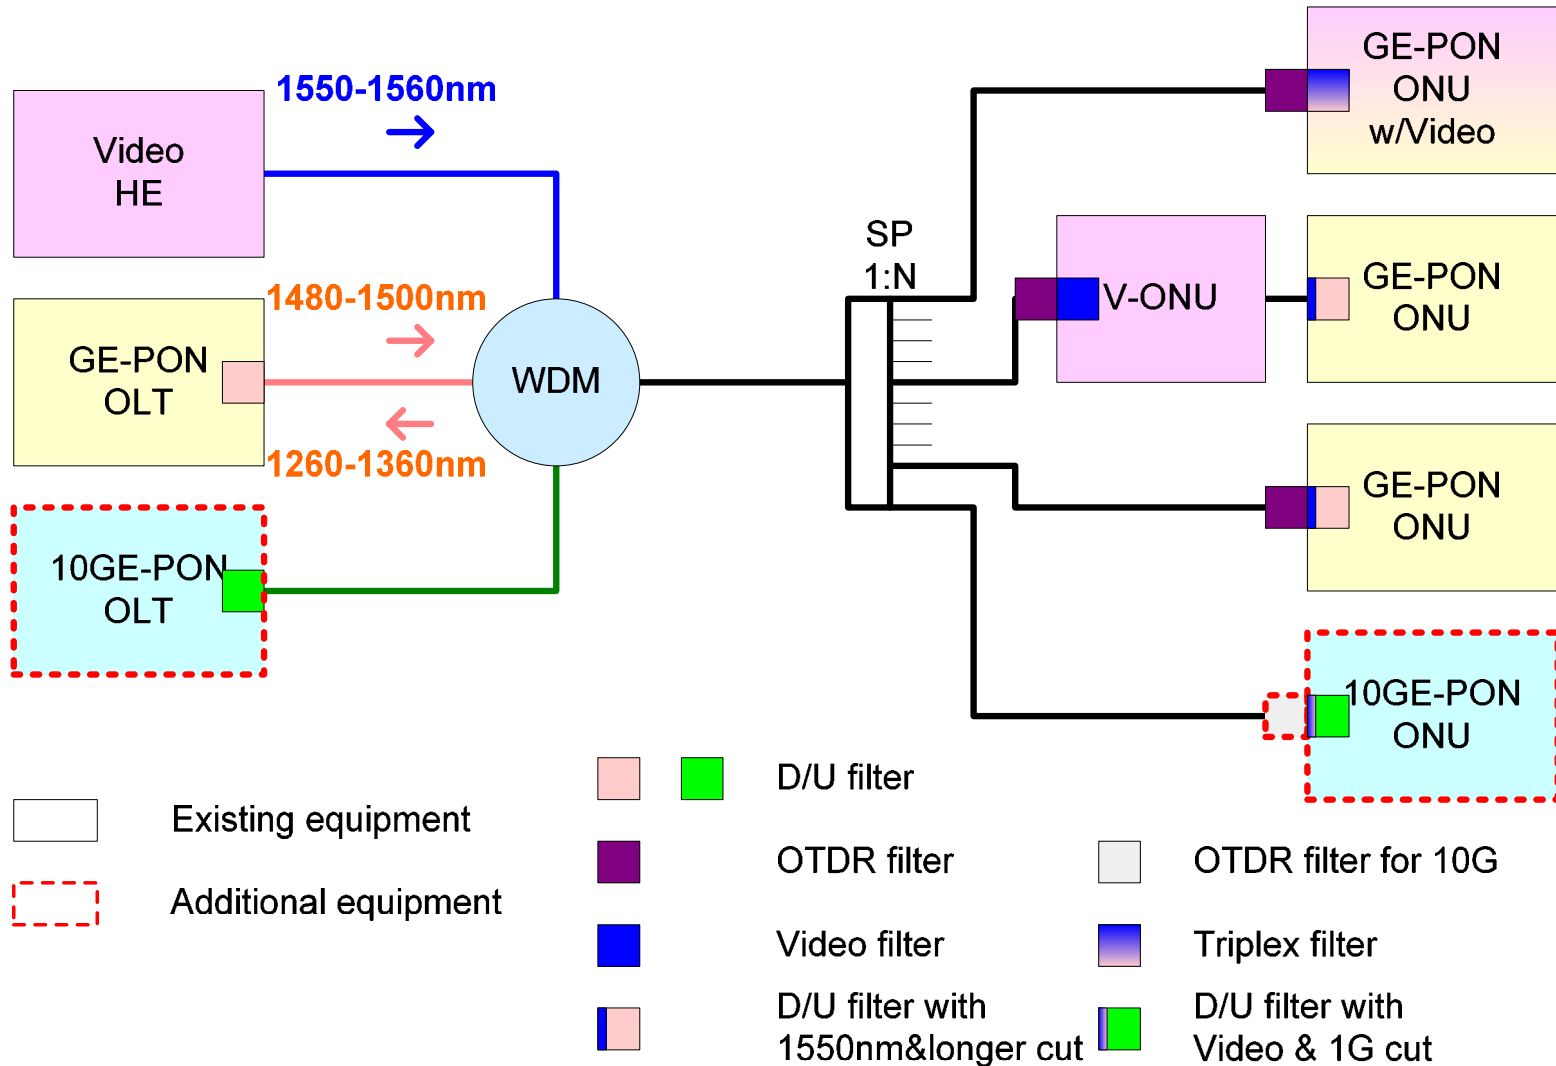 1550-1560nm
Video
HE
1480-1500nm
GE-PON
OLT
1260-1360nm
10GE-PON
OLT
WDM
SP
1:N
GE-PON
ONU
w/Video
V-ONU
GE-PON
ONU
GE-PON
ONU
10GE-PON
ONU
Existing equipment
Additional equipment
D/U filter
OTDR filter
OTDR filter for 10G
Video filter
Triplex filter
D/U filter with
1550nm&longer cut
D/U filter with
Video & 1G cut